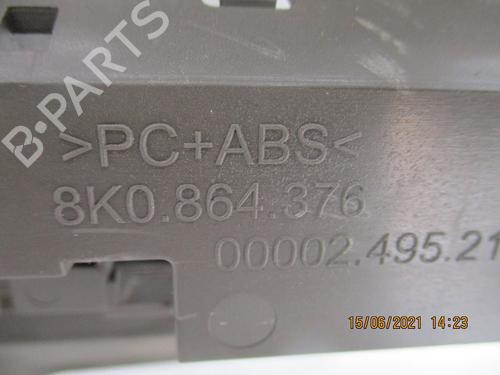 B-PARTS
>PC+ABS<
8K0.864.376
00002.495.21
15/06/2021 14:23